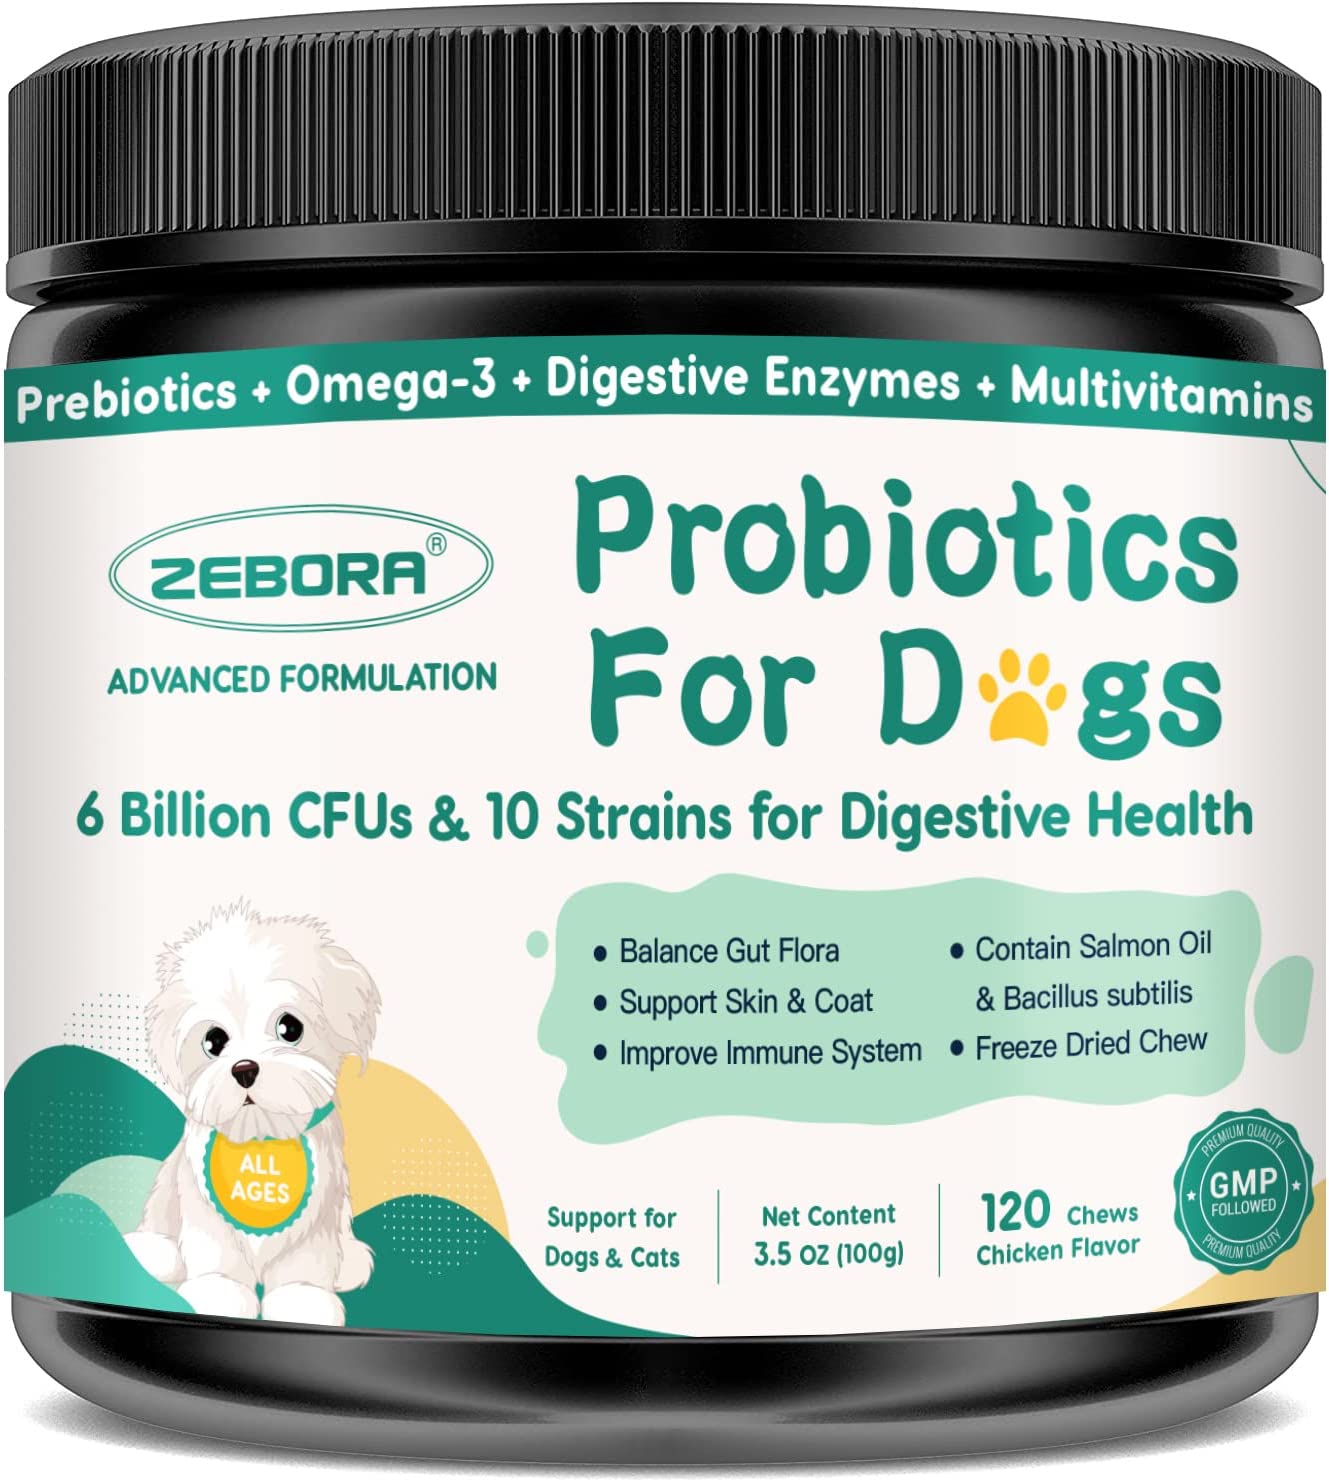 Prebiotics + Omega-3 + Digestive Enzymes + Multivitamins
ZEBORA®
ADVANCED FORMULATION
Probiotics
For Dogs
6 Billion CFUs & 10 Strains for Digestive Health
• Balance Gut Flora
• Support Skin & Coat
• Improve Immune System
• Contain Salmon Oil
& Bacillus subtilis
• Freeze Dried Chew
ALL
AGES
Support for
Dogs & Cats
Net Content
3.5 OZ (100g)
120 Chews
Chicken Flavor
PREMIUM QUALITY
GMP
FOLLOWED
PREMIUM QUALITY